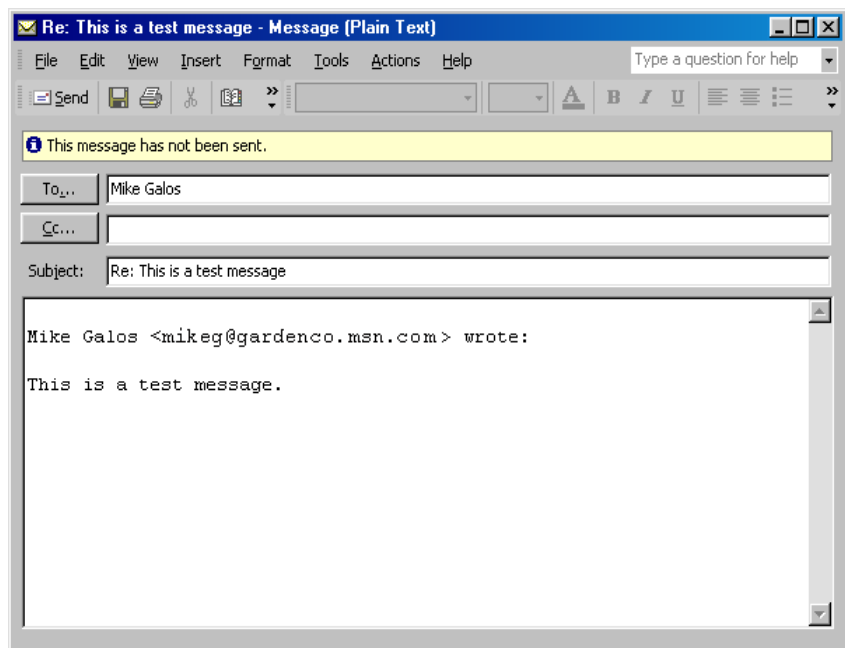 Re: This is a test message - Message (Plain Text)
File Edit View Insert Format Tools Actions Help Type a question for help
Send A B I U
This message has not been sent.
To... Mike Galos
Cc...
Subject: Re: This is a test message
Mike Galos <mikeg@gardenco.msn.com> wrote:
This is a test message.